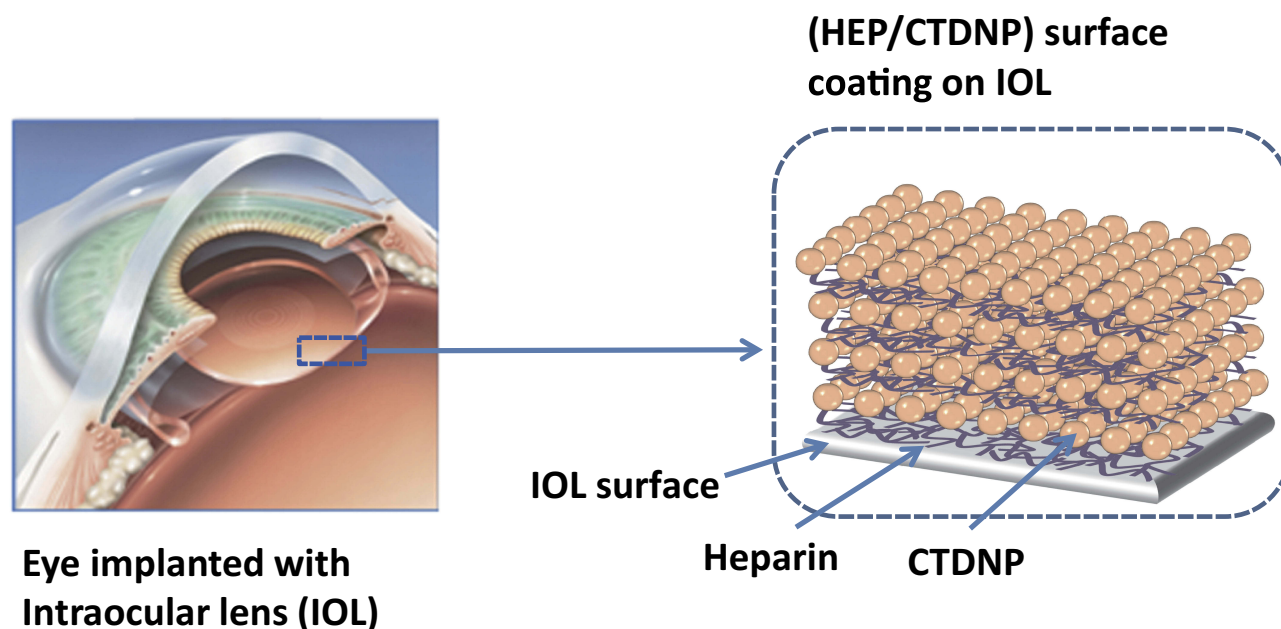 (HEP/CTDNP) surface
coating on IOL
IOL surface
Heparin
CTDNP
Eye implanted with
Intraocular lens (IOL)